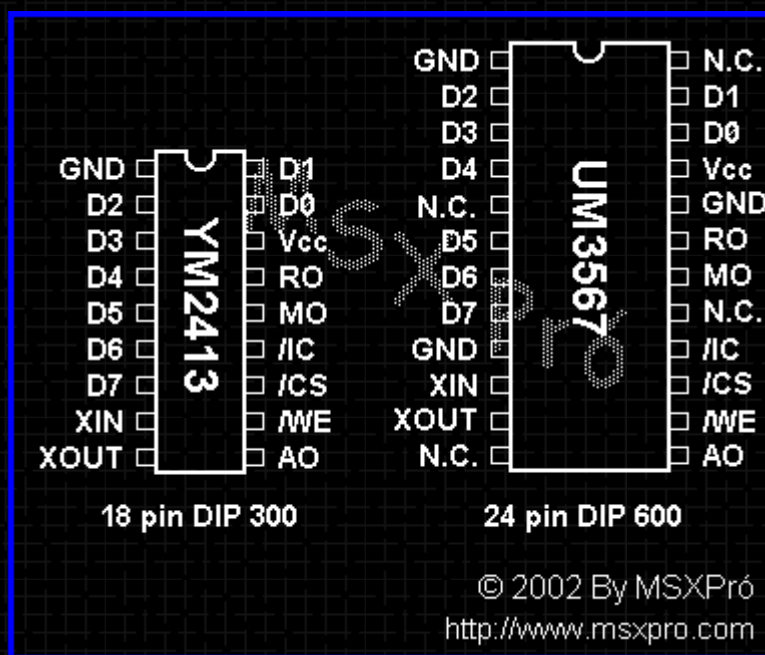 GND N.C.
D2 D1
D3 D0
GND D1 D4 Vcc
D2 D0 N.C. GND
D3 Vcc D5 RO
D4 RO D6 MO
D5 MO D7 N.C.
D6 /IC GND /IC
D7 /CS XIN /CS
XIN /WE XOUT /WE
XOUT AO N.C. AO
YM2413
UM3567
MSX Pró
18 pin DIP 300 24 pin DIP 600
© 2002 By MSXPró
http://www.msxpro.com